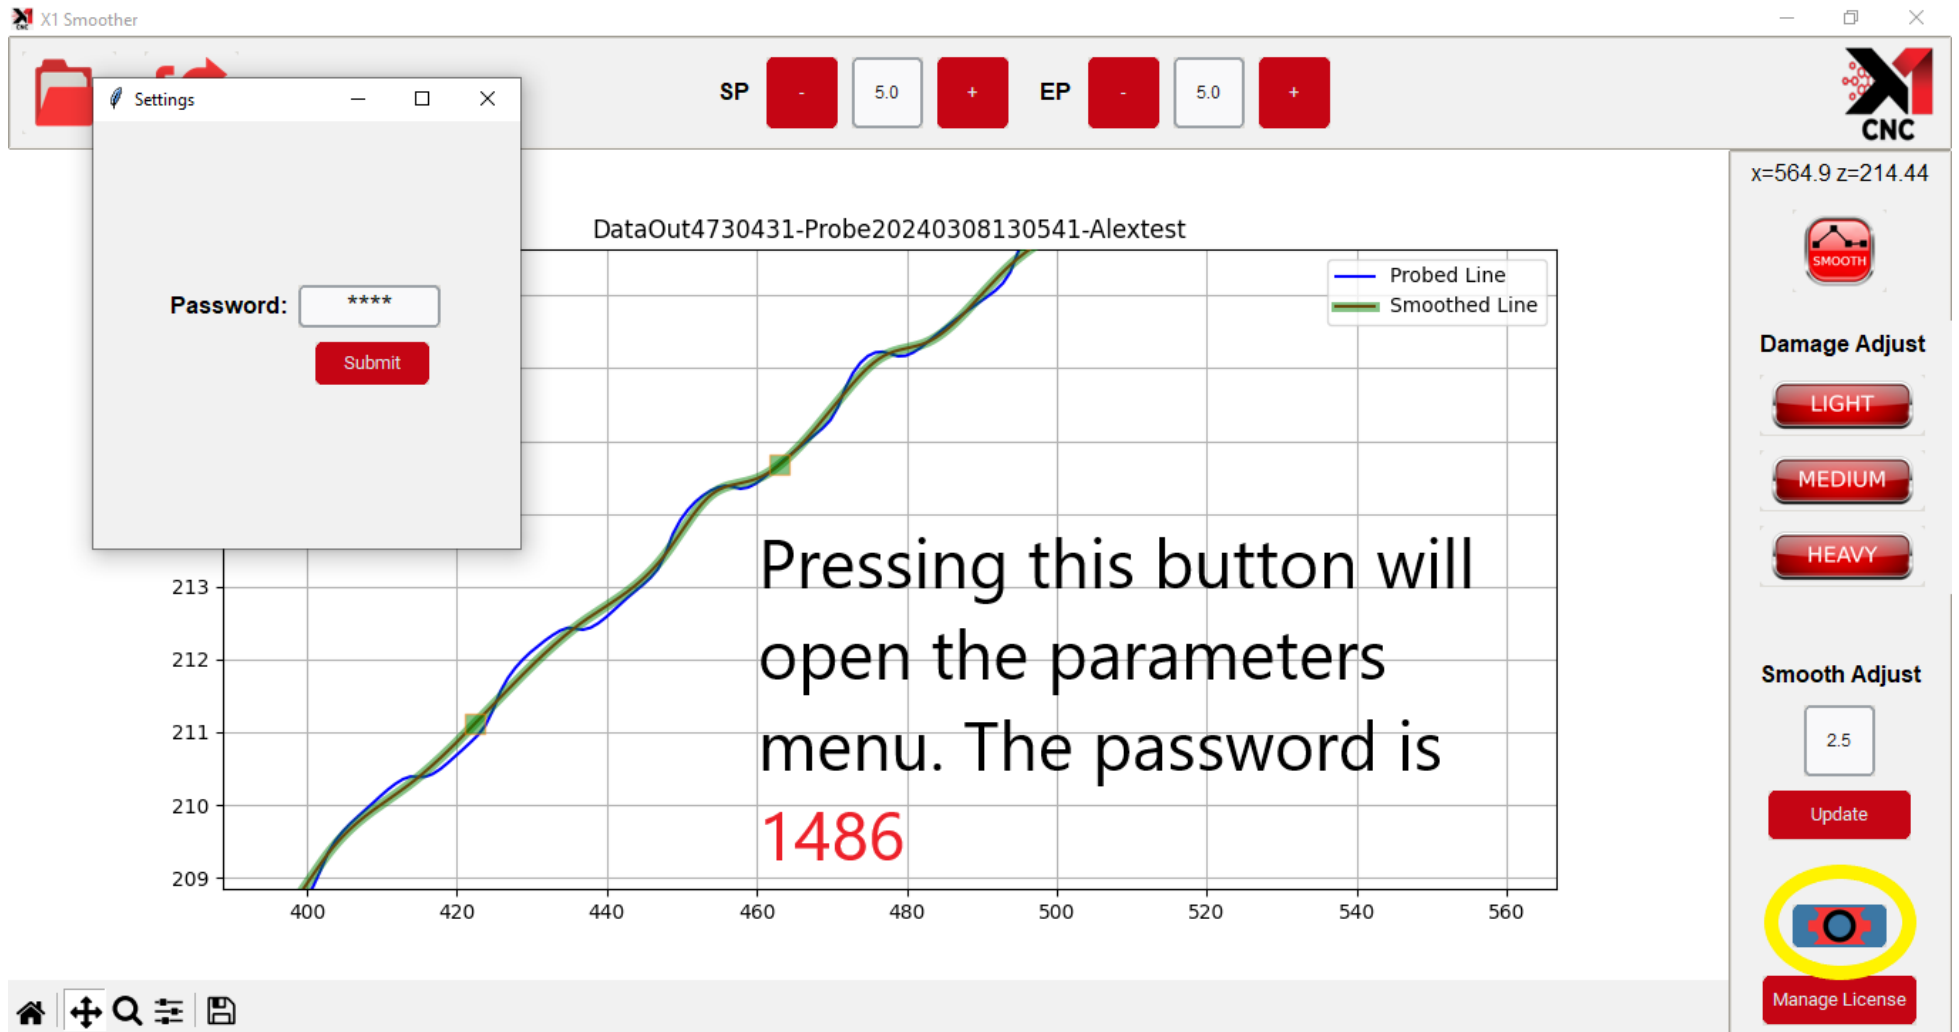 X1 Smoother
Settings
Password: ****
Submit
SP - 5.0 + EP - 5.0 +
X1
CNC
x=564.9 z=214.44
SMOOTH
Damage Adjust
LIGHT
MEDIUM
HEAVY
Smooth Adjust
2.5
Update
Manage License
DataOut4730431-Probe20240308130541-Alextest
Probed Line
Smoothed Line
213
212
211
210
209
400 420 440 460 480 500 520 540 560
Pressing this button will
open the parameters
menu. The password is
1486